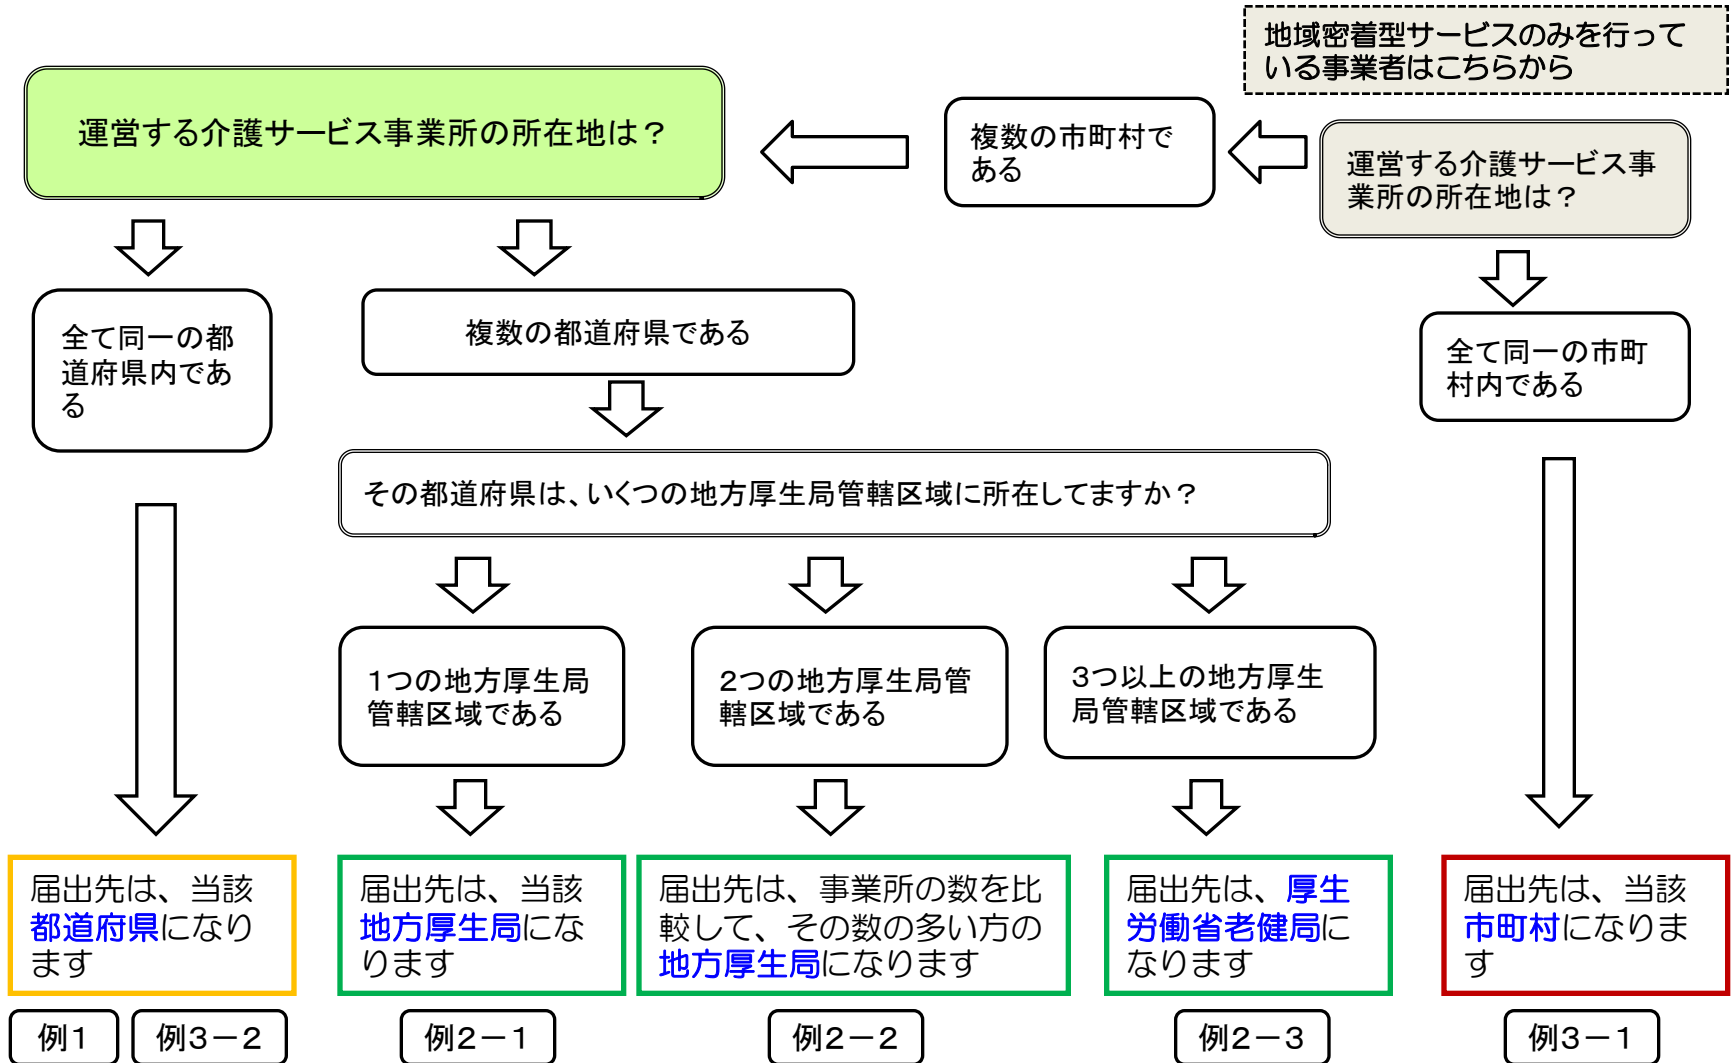 地域密着型サービスのみを行って
いる事業者はこちらから
運営する介護サービス事業所の所在地は？
複数の市町村で
ある
運営する介護サービス事
業所の所在地は？
全て同一の都
道府県内であ
る
複数の都道府県である
全て同一の市町
村内である
その都道府県は、いくつの地方厚生局管轄区域に所在してますか？
1つの地方厚生局
管轄区域である
2つの地方厚生局管
轄区域である
3つ以上の地方厚生
局管轄区域である
届出先は、当該
都道府県になり
ます
届出先は、当該
地方厚生局にな
ります
届出先は、事業所の数を比
較して、その数の多い方の
地方厚生局になります
届出先は、厚生
労働省老健局に
なります
届出先は、当該
市町村になりま
す
例1
例3－2
例2－1
例2－2
例2－3
例3－1